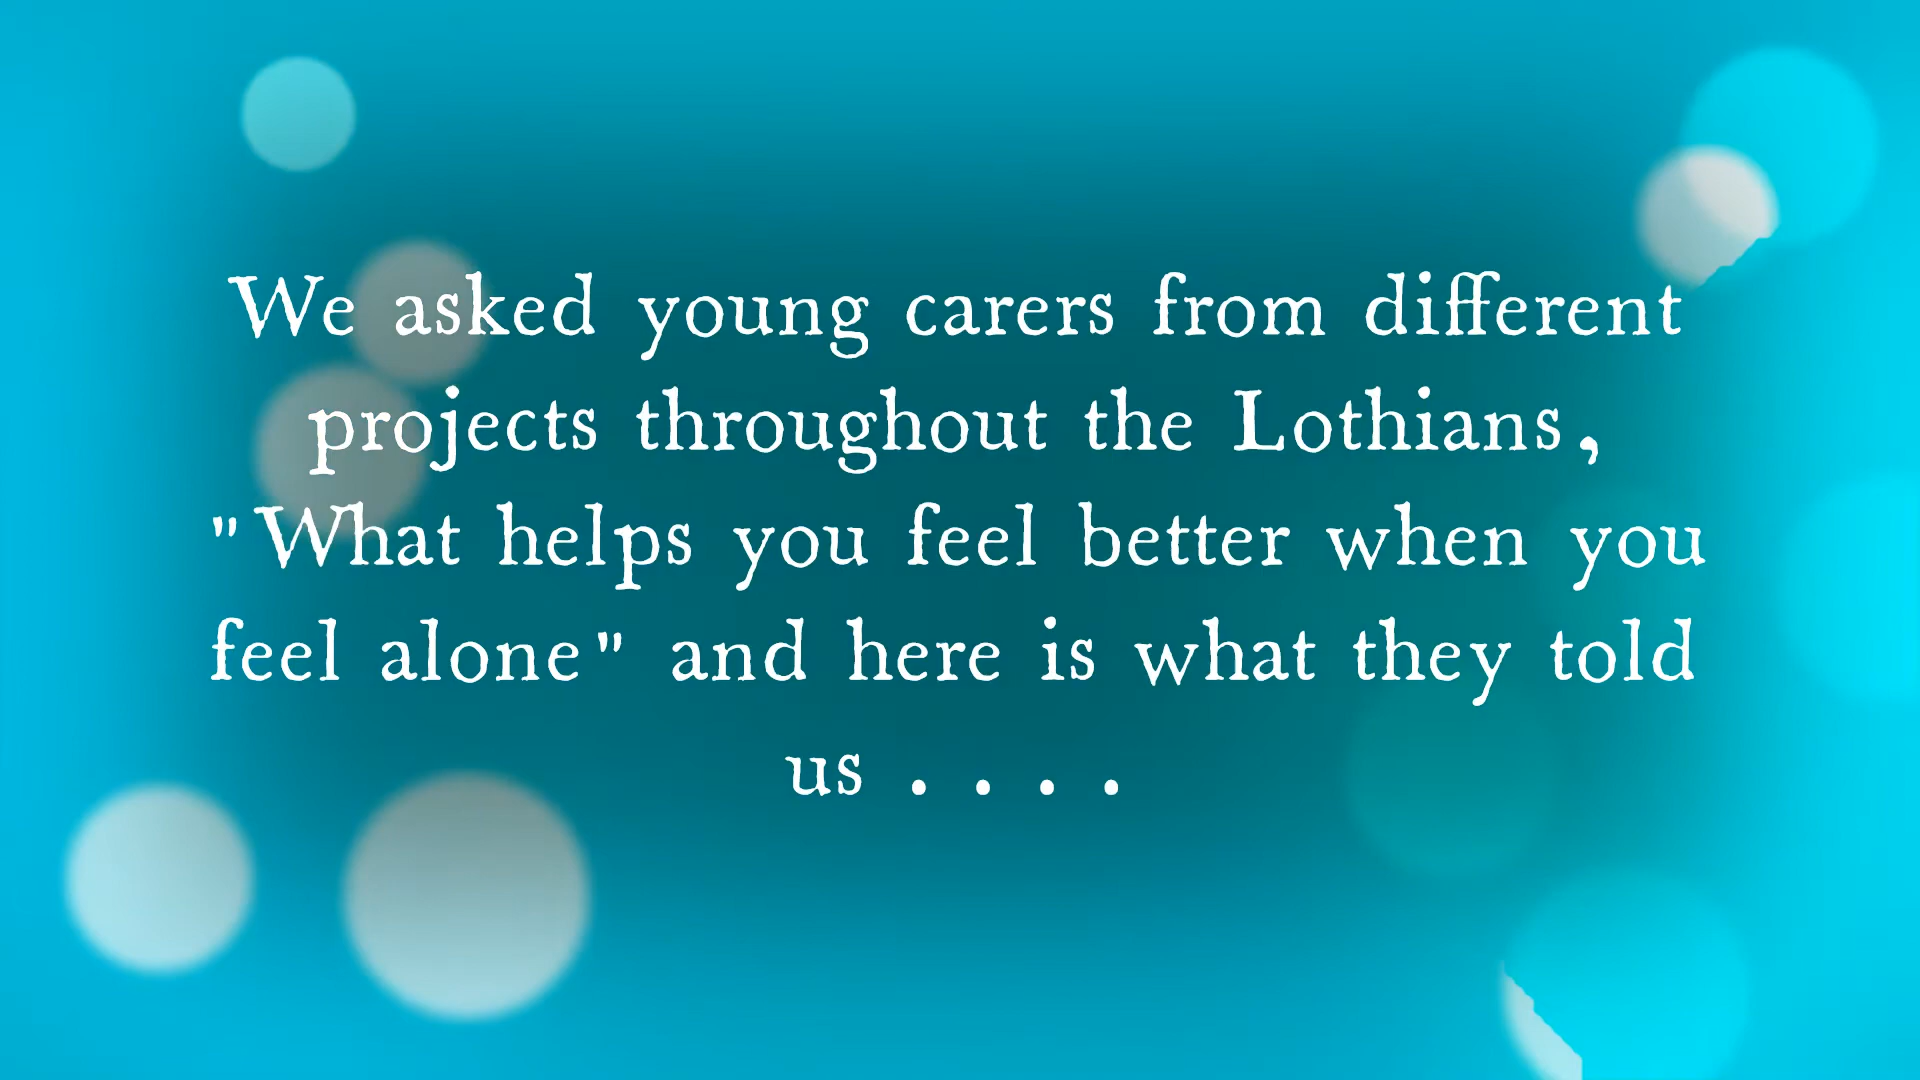 We asked young carers from different
projects throughout the Lothians,
"What helps you feel better when you
feel alone" and here is what they told
us . . . .